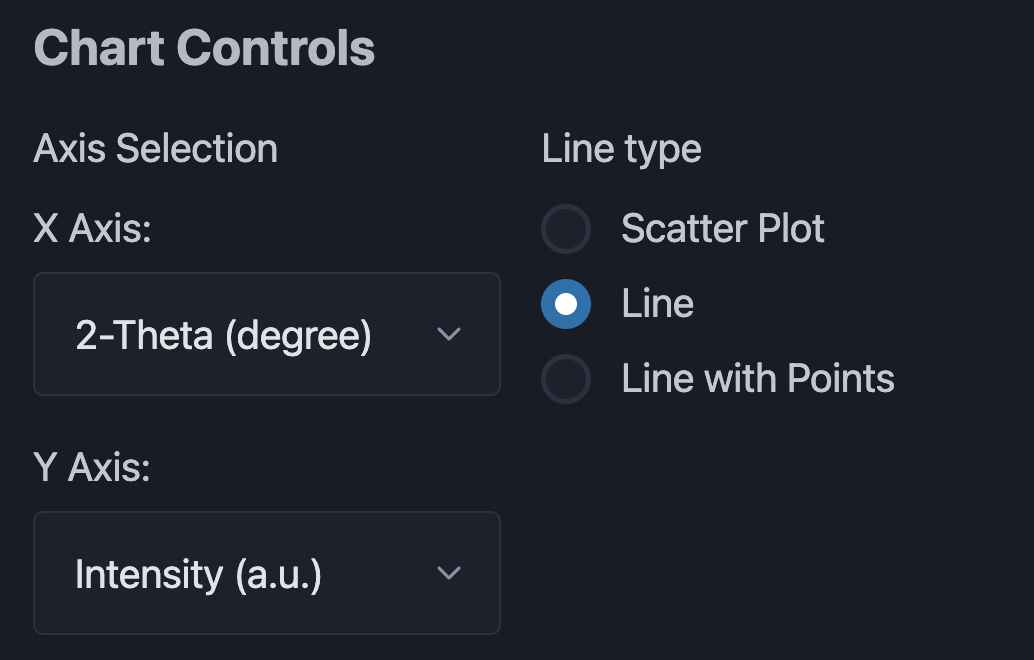 Chart Controls
Axis Selection
X Axis:
2-Theta (degree)
Y Axis:
Intensity (a.u.)
Line type
Scatter Plot
Line
Line with Points